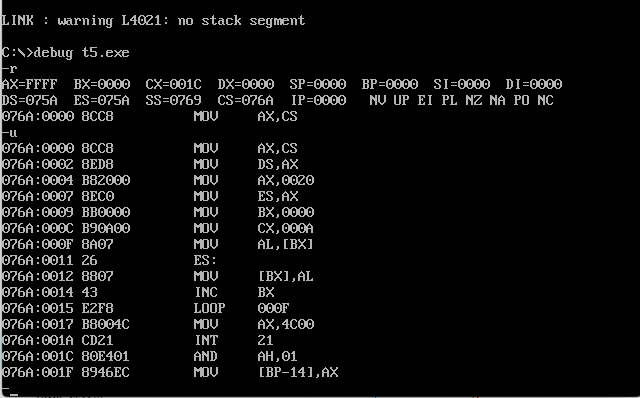 LINK : warning L4021: no stack segment
C:\>debug t5.exe
-r
AX=FFFF BX=0000 CX=001C DX=0000 SP=0000 BP=0000 SI=0000 DI=0000
DS=075A ES=075A SS=0769 CS=076A IP=0000 NV UP EI PL NZ NA PO NC
076A:0000 8CC8 MOV AX,CS
-u
076A:0000 8CC8 MOV AX,CS
076A:0002 8ED8 MOV DS,AX
076A:0004 B82000 MOV AX,0020
076A:0007 8EC0 MOV ES,AX
076A:0009 BB0000 MOV BX,0000
076A:000C B90A00 MOV CX,000A
076A:000F 8A07 MOV AL,[BX]
076A:0011 26 ES:
076A:0012 8807 MOV [BX],AL
076A:0014 43 INC BX
076A:0015 E2F8 LOOP 000F
076A:0017 B8004C MOV AX,4C00
076A:001A CD21 INT 21
076A:001C 80E401 AND AH,01
076A:001F 8946EC MOV [BP-14],AX
-_